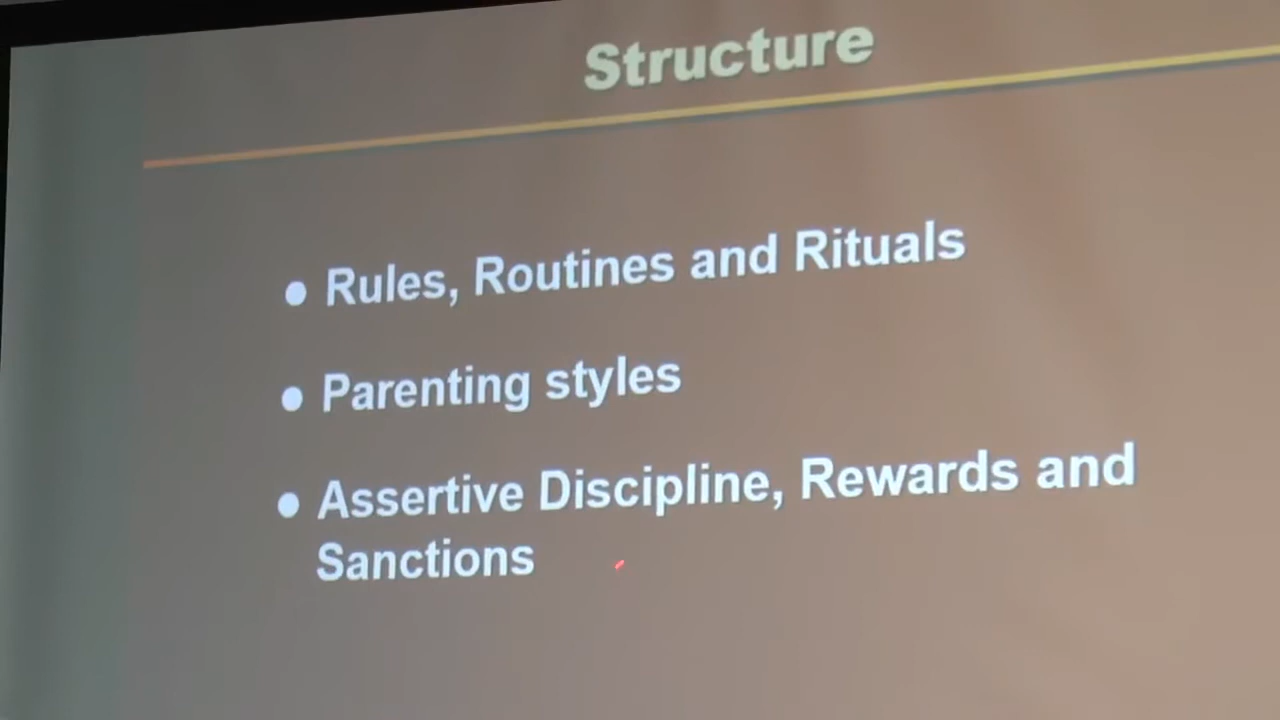 Structure
• Rules, Routines and Rituals
• Parenting styles
• Assertive Discipline, Rewards and
Sanctions